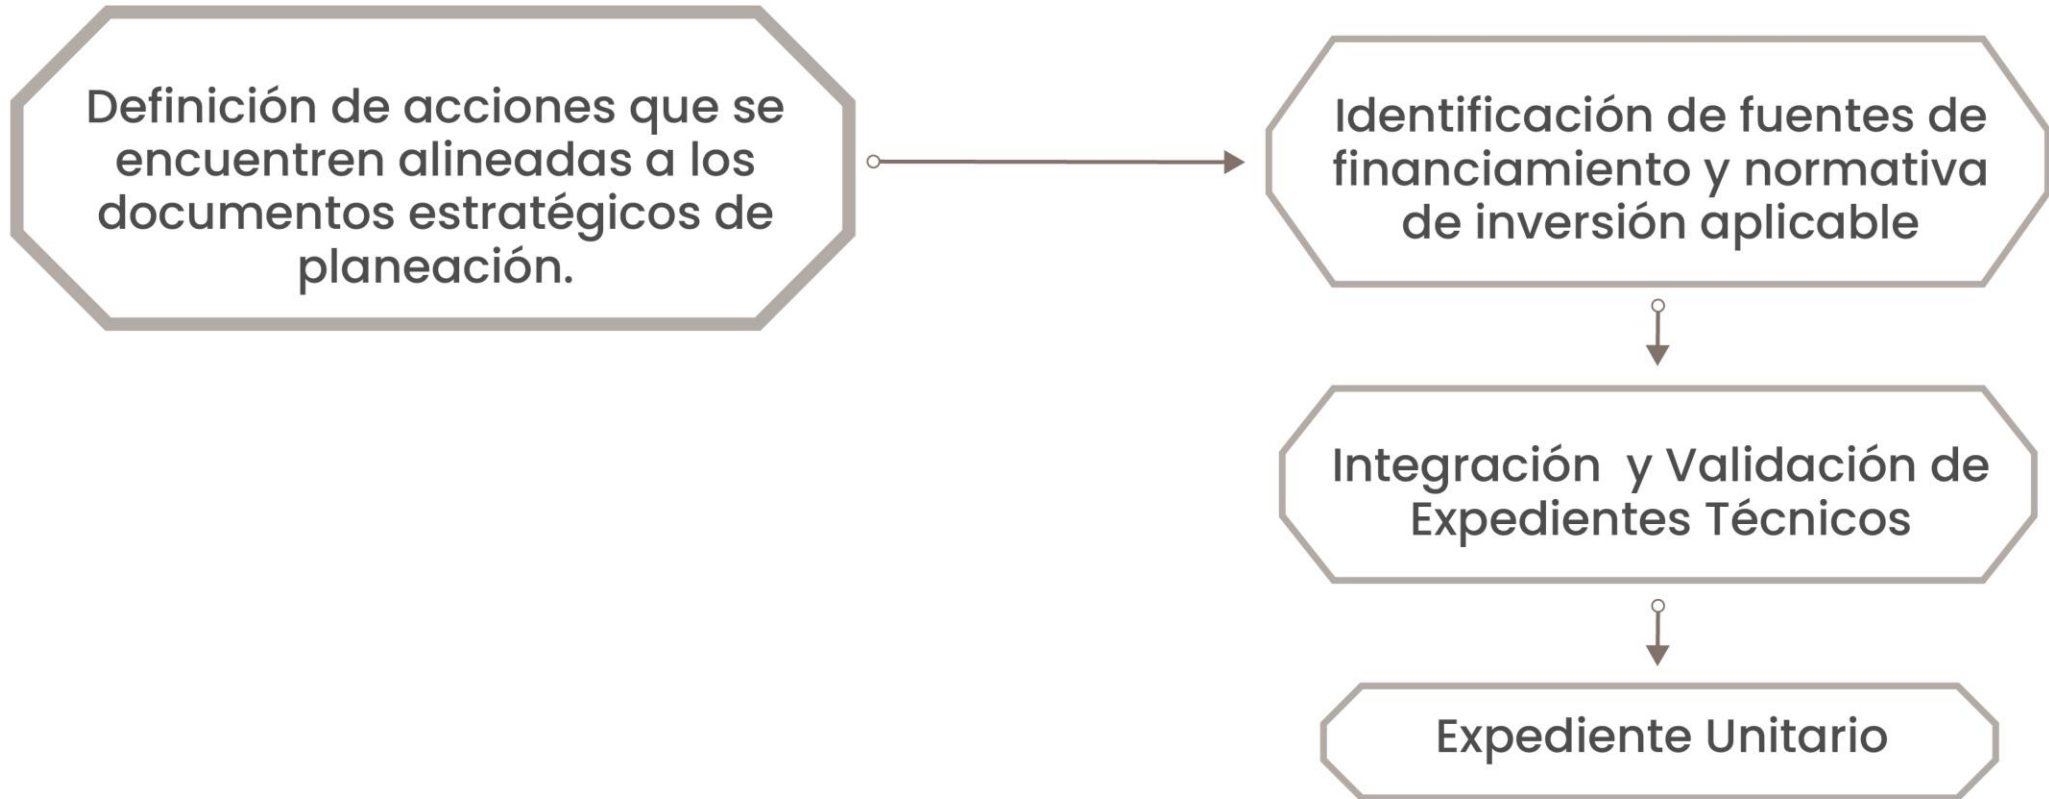 Definición de acciones que se
encuentren alineadas a los
documentos estratégicos de
planeación.
Identificación de fuentes de
financiamiento y normativa
de inversión aplicable
Integración  y Validación de
Expedientes Técnicos
Expediente Unitario